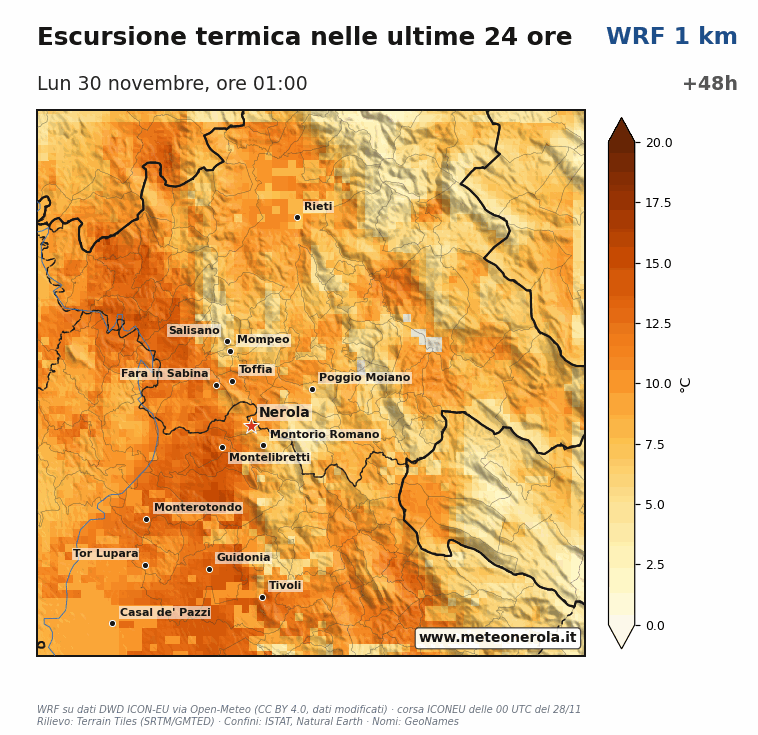 Escursione termica nelle ultime 24 ore
WRF 1 km
Lun 30 novembre, ore 01:00
+48h
Rieti
Salisano
Mompeo
Fara in Sabina
Toffia
Poggio Moiano
Nerola
Montorio Romano
Montelibretti
Monterotondo
Tor Lupara
Guidonia
Tivoli
Casal de' Pazzi
www.meteonerola.it
20.0
17.5
15.0
12.5
10.0
7.5
5.0
2.5
0.0
°C
WRF su dati DWD ICON-EU via Open-Meteo (CC BY 4.0, dati modificati) · corsa ICONEU delle 00 UTC del 28/11
Rilievo: Terrain Tiles (SRTM/GMTED) · Confini: ISTAT, Natural Earth · Nomi: GeoNames